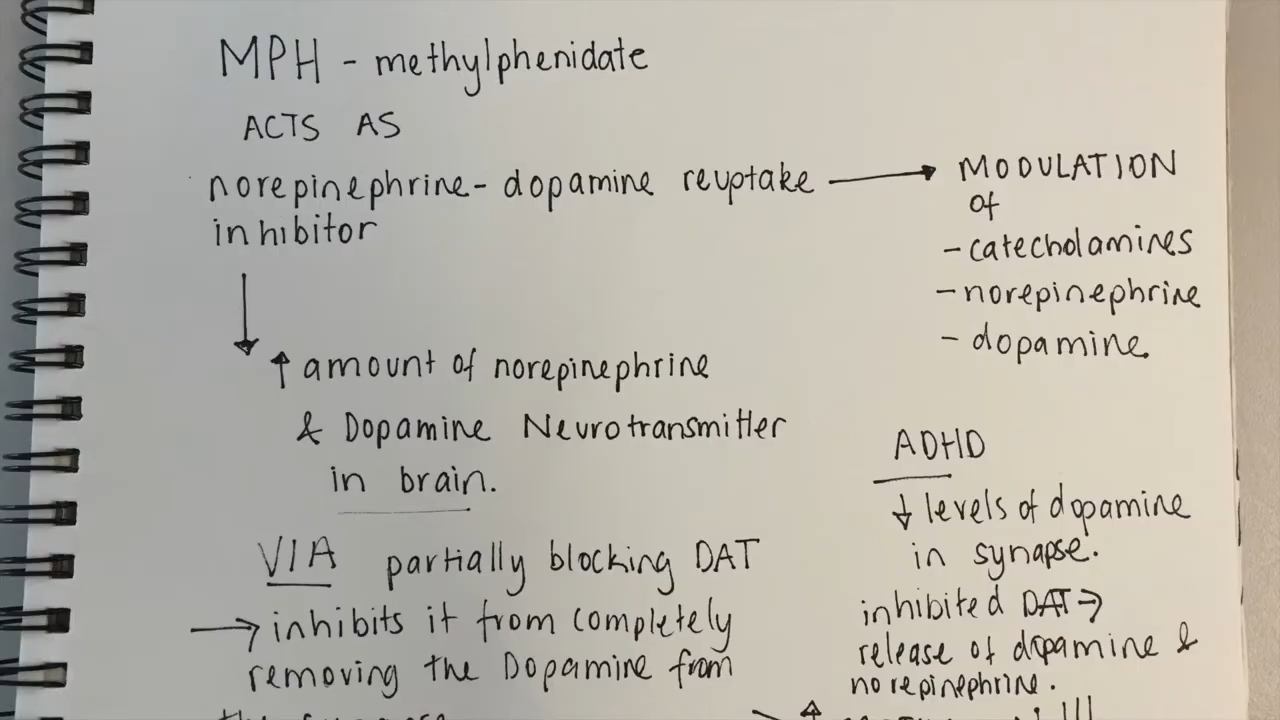 MPH - methylphenidate
ACTS AS
norepinephrine - dopamine reuptake
inhibitor
↑ amount of norepinephrine
& Dopamine Neurotransmitter
in brain.
VIA partially blocking DAT
→ inhibits it from completely
removing the Dopamine from
→ MODULATION
of
- catecholamines
- norepinephrine
- dopamine.
ADHD
↓ levels of dopamine
in synapse.
inhibited DAT →
release of dopamine &
norepinephrine.